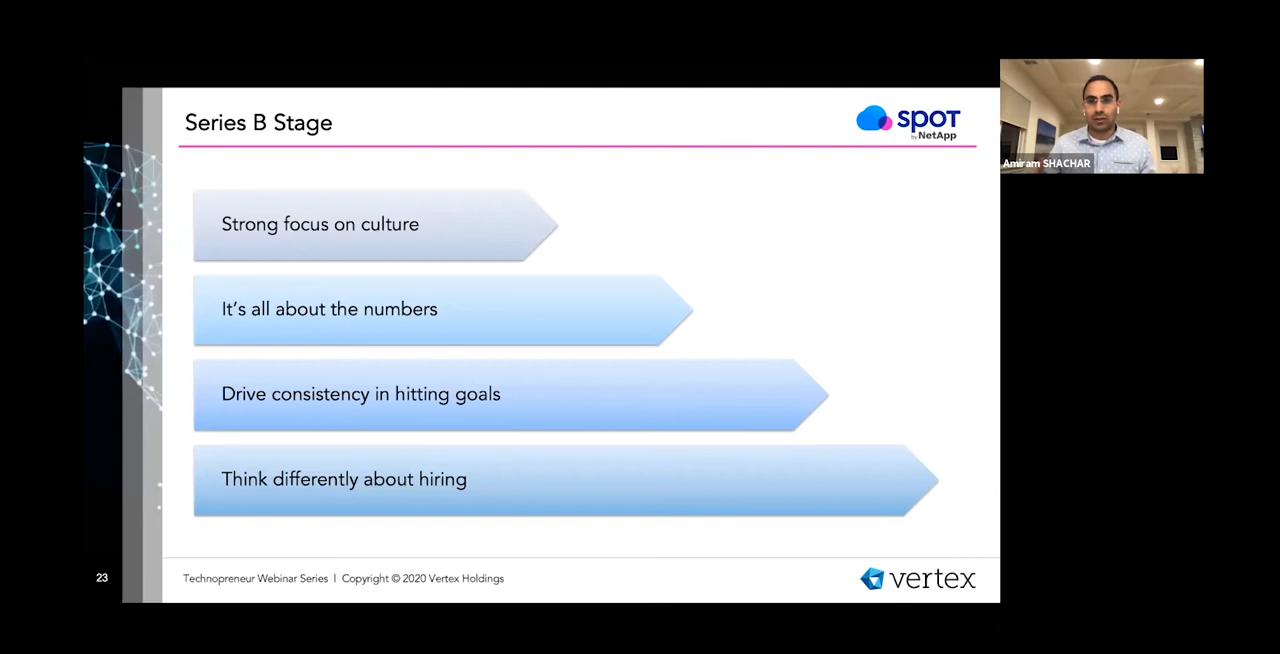 Series B Stage
spot
by NetApp
Amiram SHACHAR
Strong focus on culture
It's all about the numbers
Drive consistency in hitting goals
Think differently about hiring
23
Technopreneur Webinar Series | Copyright © 2020 Vertex Holdings
vertex